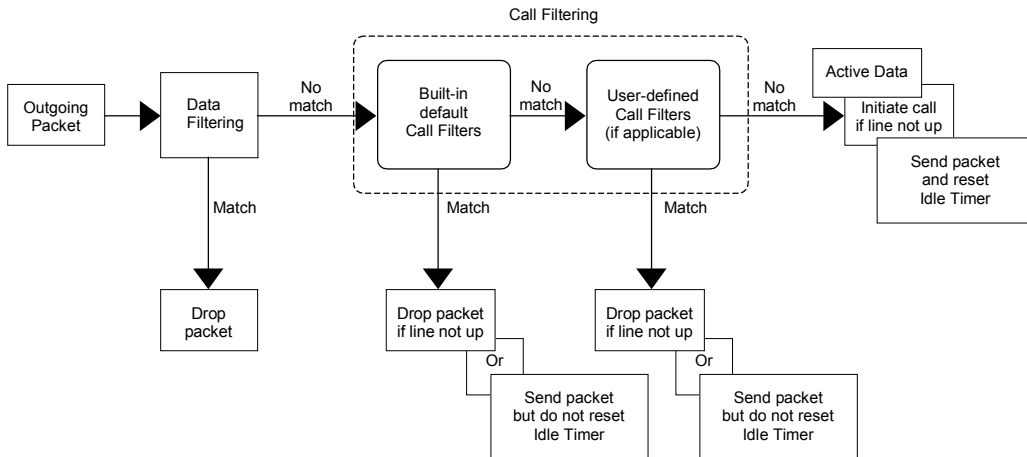 Call Filtering
Outgoing
Packet
Data
Filtering
No
match
Built-in
default
Call Filters
No
match
User-defined
Call Filters
(if applicable)
No
match
Active Data
Initiate call
if line not up
Send packet
and reset
Idle Timer
Match
Match
Match
Drop
packet
Drop packet
if line not up
Or
Send packet
but do not reset
Idle Timer
Drop packet
if line not up
Or
Send packet
but do not reset
Idle Timer